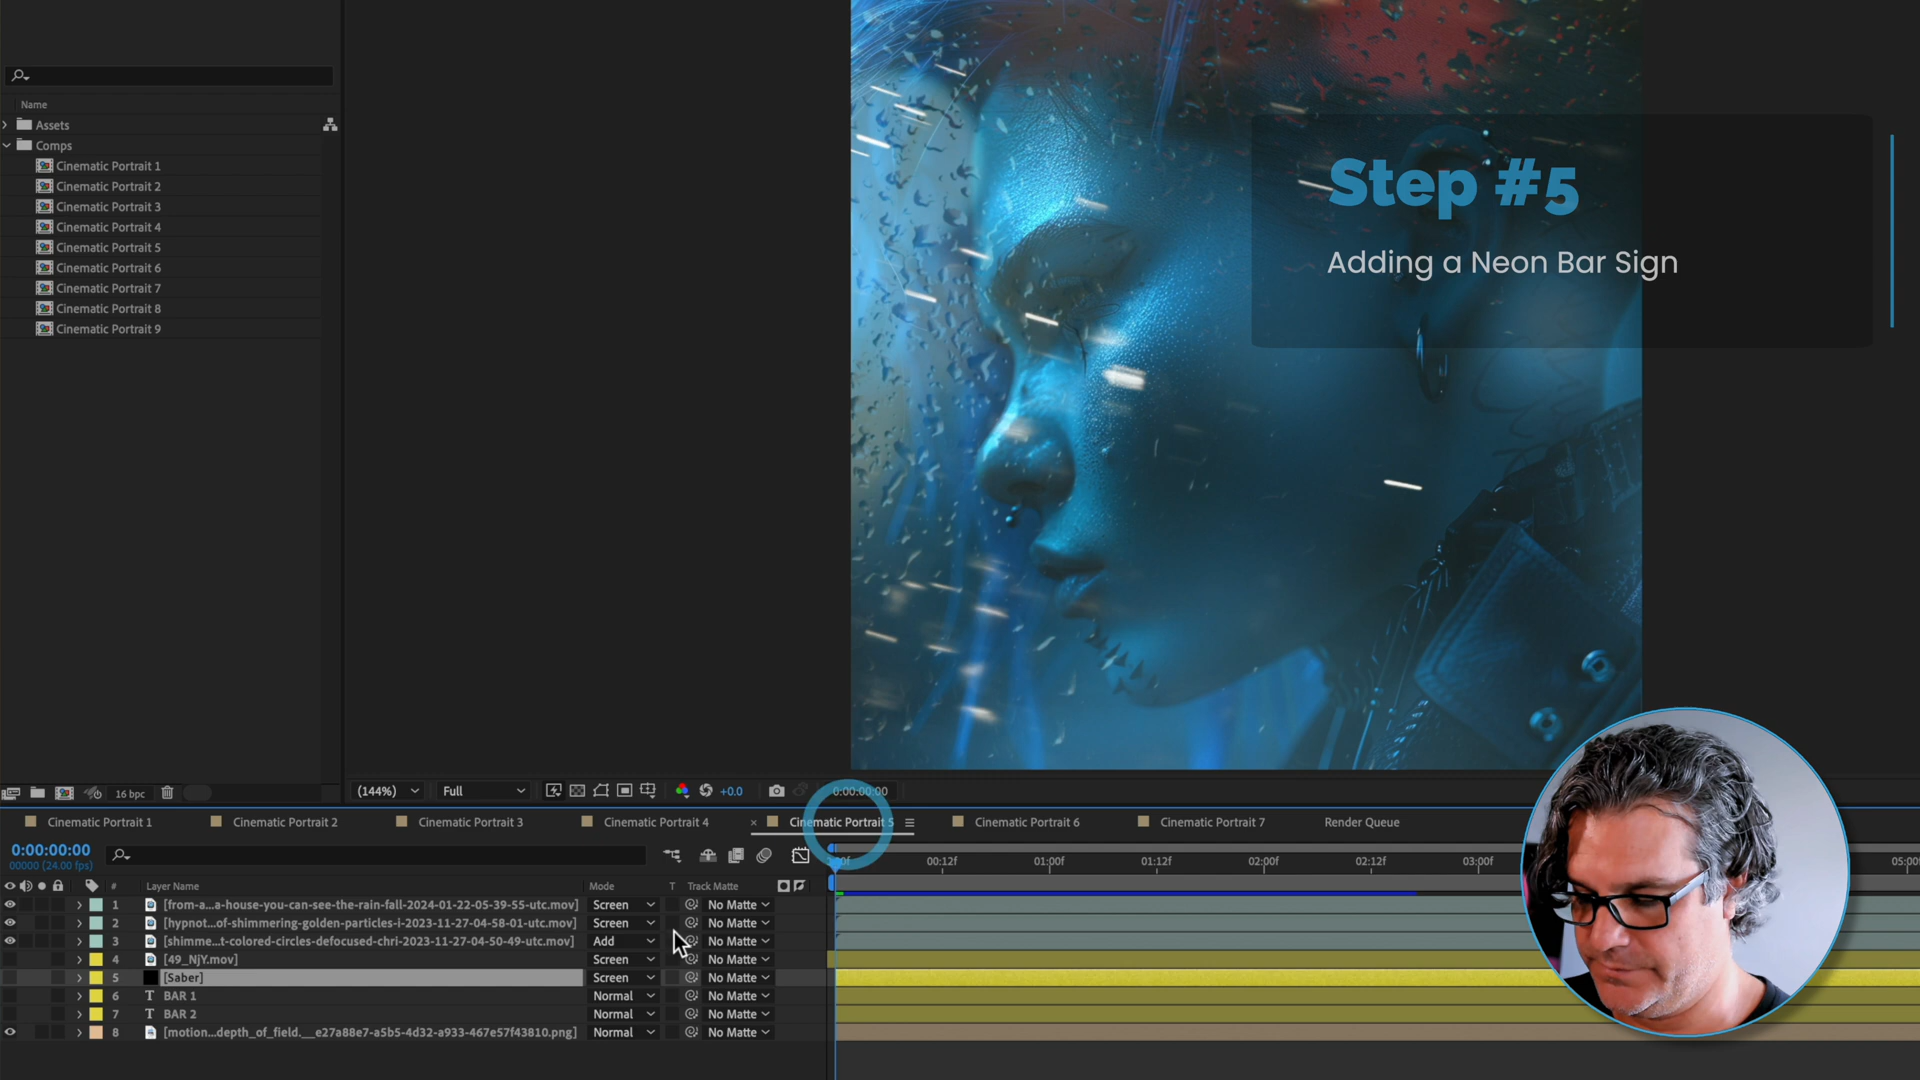 Name
Assets
Comps
Cinematic Portrait 1
Cinematic Portrait 2
Cinematic Portrait 3
Cinematic Portrait 4
Cinematic Portrait 5
Cinematic Portrait 6
Cinematic Portrait 7
Cinematic Portrait 8
Cinematic Portrait 9
Step #5
Adding a Neon Bar Sign
16 bpc
(144%) Full +0.0 0:00:00:00
Cinematic Portrait 1 Cinematic Portrait 2 Cinematic Portrait 3 Cinematic Portrait 4 × Cinematic Portrait 5 Cinematic Portrait 6 Cinematic Portrait 7 Render Queue
0:00:00:00
00000 (24.00 fps)
00:12f 01:00f 01:12f 02:00f 02:12f 03:00f
# Layer Name Mode T Track Matte
1 [from-a...a-house-you-can-see-the-rain-fall-2024-01-22-05-39-55-utc.mov] Screen No Matte
2 [hypnot...of-shimmering-golden-particles-i-2023-11-27-04-58-01-utc.mov] Screen No Matte
3 [shimme...t-colored-circles-defocused-chri-2023-11-27-04-50-49-utc.mov] Add No Matte
4 [49_NjY.mov] Screen No Matte
5 [Saber] Screen No Matte
6 T BAR 1 Normal No Matte
7 T BAR 2 Normal No Matte
8 [motion...depth_of_field.__e27a88e7-a5b5-4d32-a933-467e57f43810.png] Normal No Matte